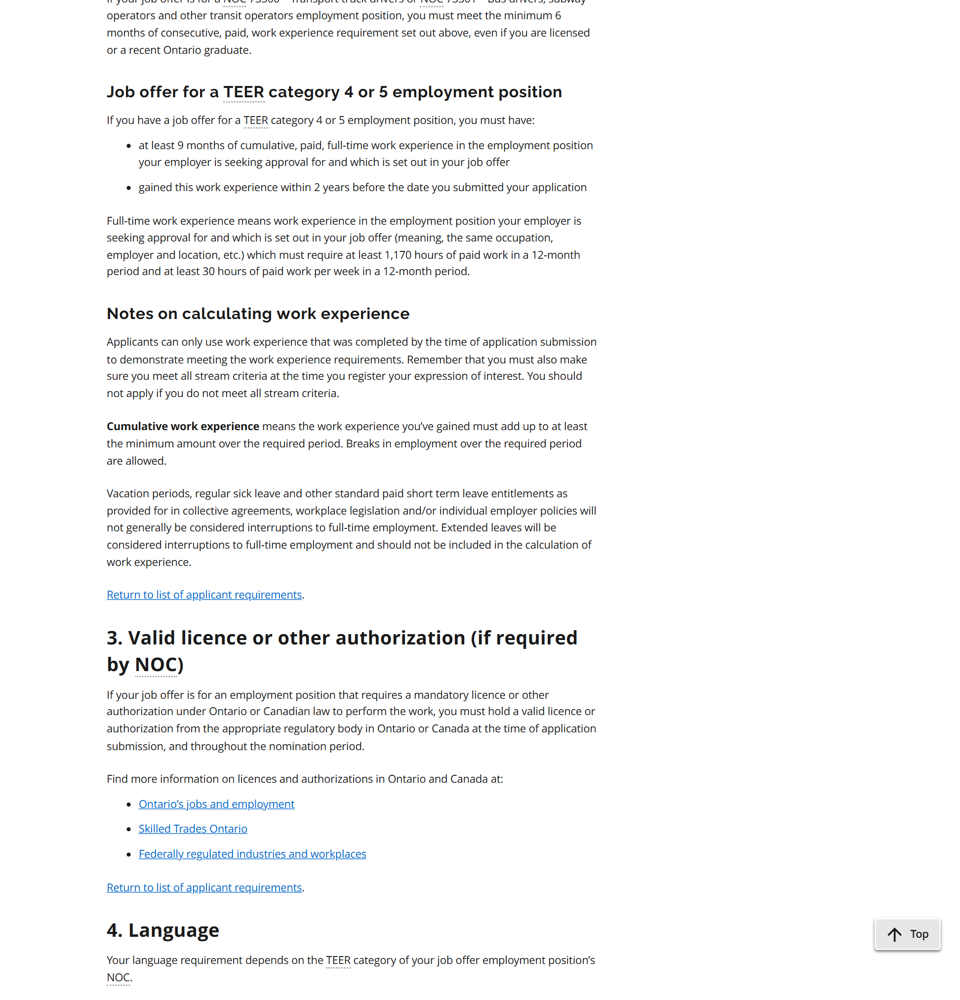 If your job offer is for a NOC 73300 – Transport truck drivers or NOC 73301 – Bus drivers, subway
operators and other transit operators employment position, you must meet the minimum 6
months of consecutive, paid, work experience requirement set out above, even if you are licensed
or a recent Ontario graduate.
Job offer for a TEER category 4 or 5 employment position
If you have a job offer for a TEER category 4 or 5 employment position, you must have:
• at least 9 months of cumulative, paid, full-time work experience in the employment position
your employer is seeking approval for and which is set out in your job offer
• gained this work experience within 2 years before the date you submitted your application
Full-time work experience means work experience in the employment position your employer is
seeking approval for and which is set out in your job offer (meaning, the same occupation,
employer and location, etc.) which must require at least 1,170 hours of paid work in a 12-month
period and at least 30 hours of paid work per week in a 12-month period.
Notes on calculating work experience
Applicants can only use work experience that was completed by the time of application submission
to demonstrate meeting the work experience requirements. Remember that you must also make
sure you meet all stream criteria at the time you register your expression of interest. You should
not apply if you do not meet all stream criteria.
Cumulative work experience means the work experience you’ve gained must add up to at least
the minimum amount over the required period. Breaks in employment over the required period
are allowed.
Vacation periods, regular sick leave and other standard paid short term leave entitlements as
provided for in collective agreements, workplace legislation and/or individual employer policies will
not generally be considered interruptions to full-time employment. Extended leaves will be
considered interruptions to full-time employment and should not be included in the calculation of
work experience.
Return to list of applicant requirements.
3. Valid licence or other authorization (if required
by NOC)
If your job offer is for an employment position that requires a mandatory licence or other
authorization under Ontario or Canadian law to perform the work, you must hold a valid licence or
authorization from the appropriate regulatory body in Ontario or Canada at the time of application
submission, and throughout the nomination period.
Find more information on licences and authorizations in Ontario and Canada at:
• Ontario’s jobs and employment
• Skilled Trades Ontario
• Federally regulated industries and workplaces
Return to list of applicant requirements.
4. Language
Top
Your language requirement depends on the TEER category of your job offer employment position’s
NOC.